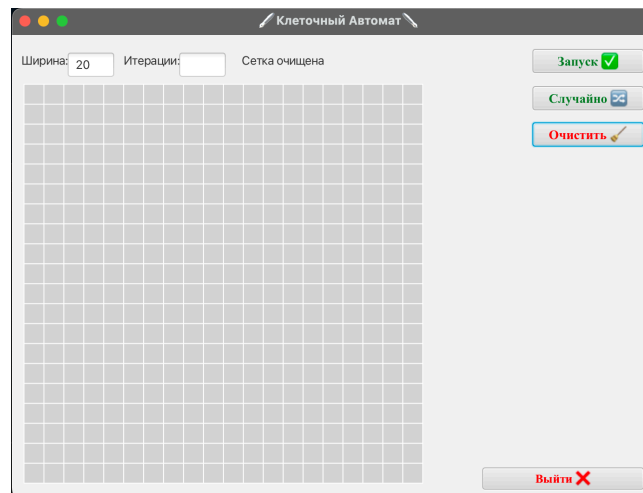 Клеточный Автомат
Ширина: 20 Итерации: Сетка очищена
Запуск
Случайно
Очистить
Выйти